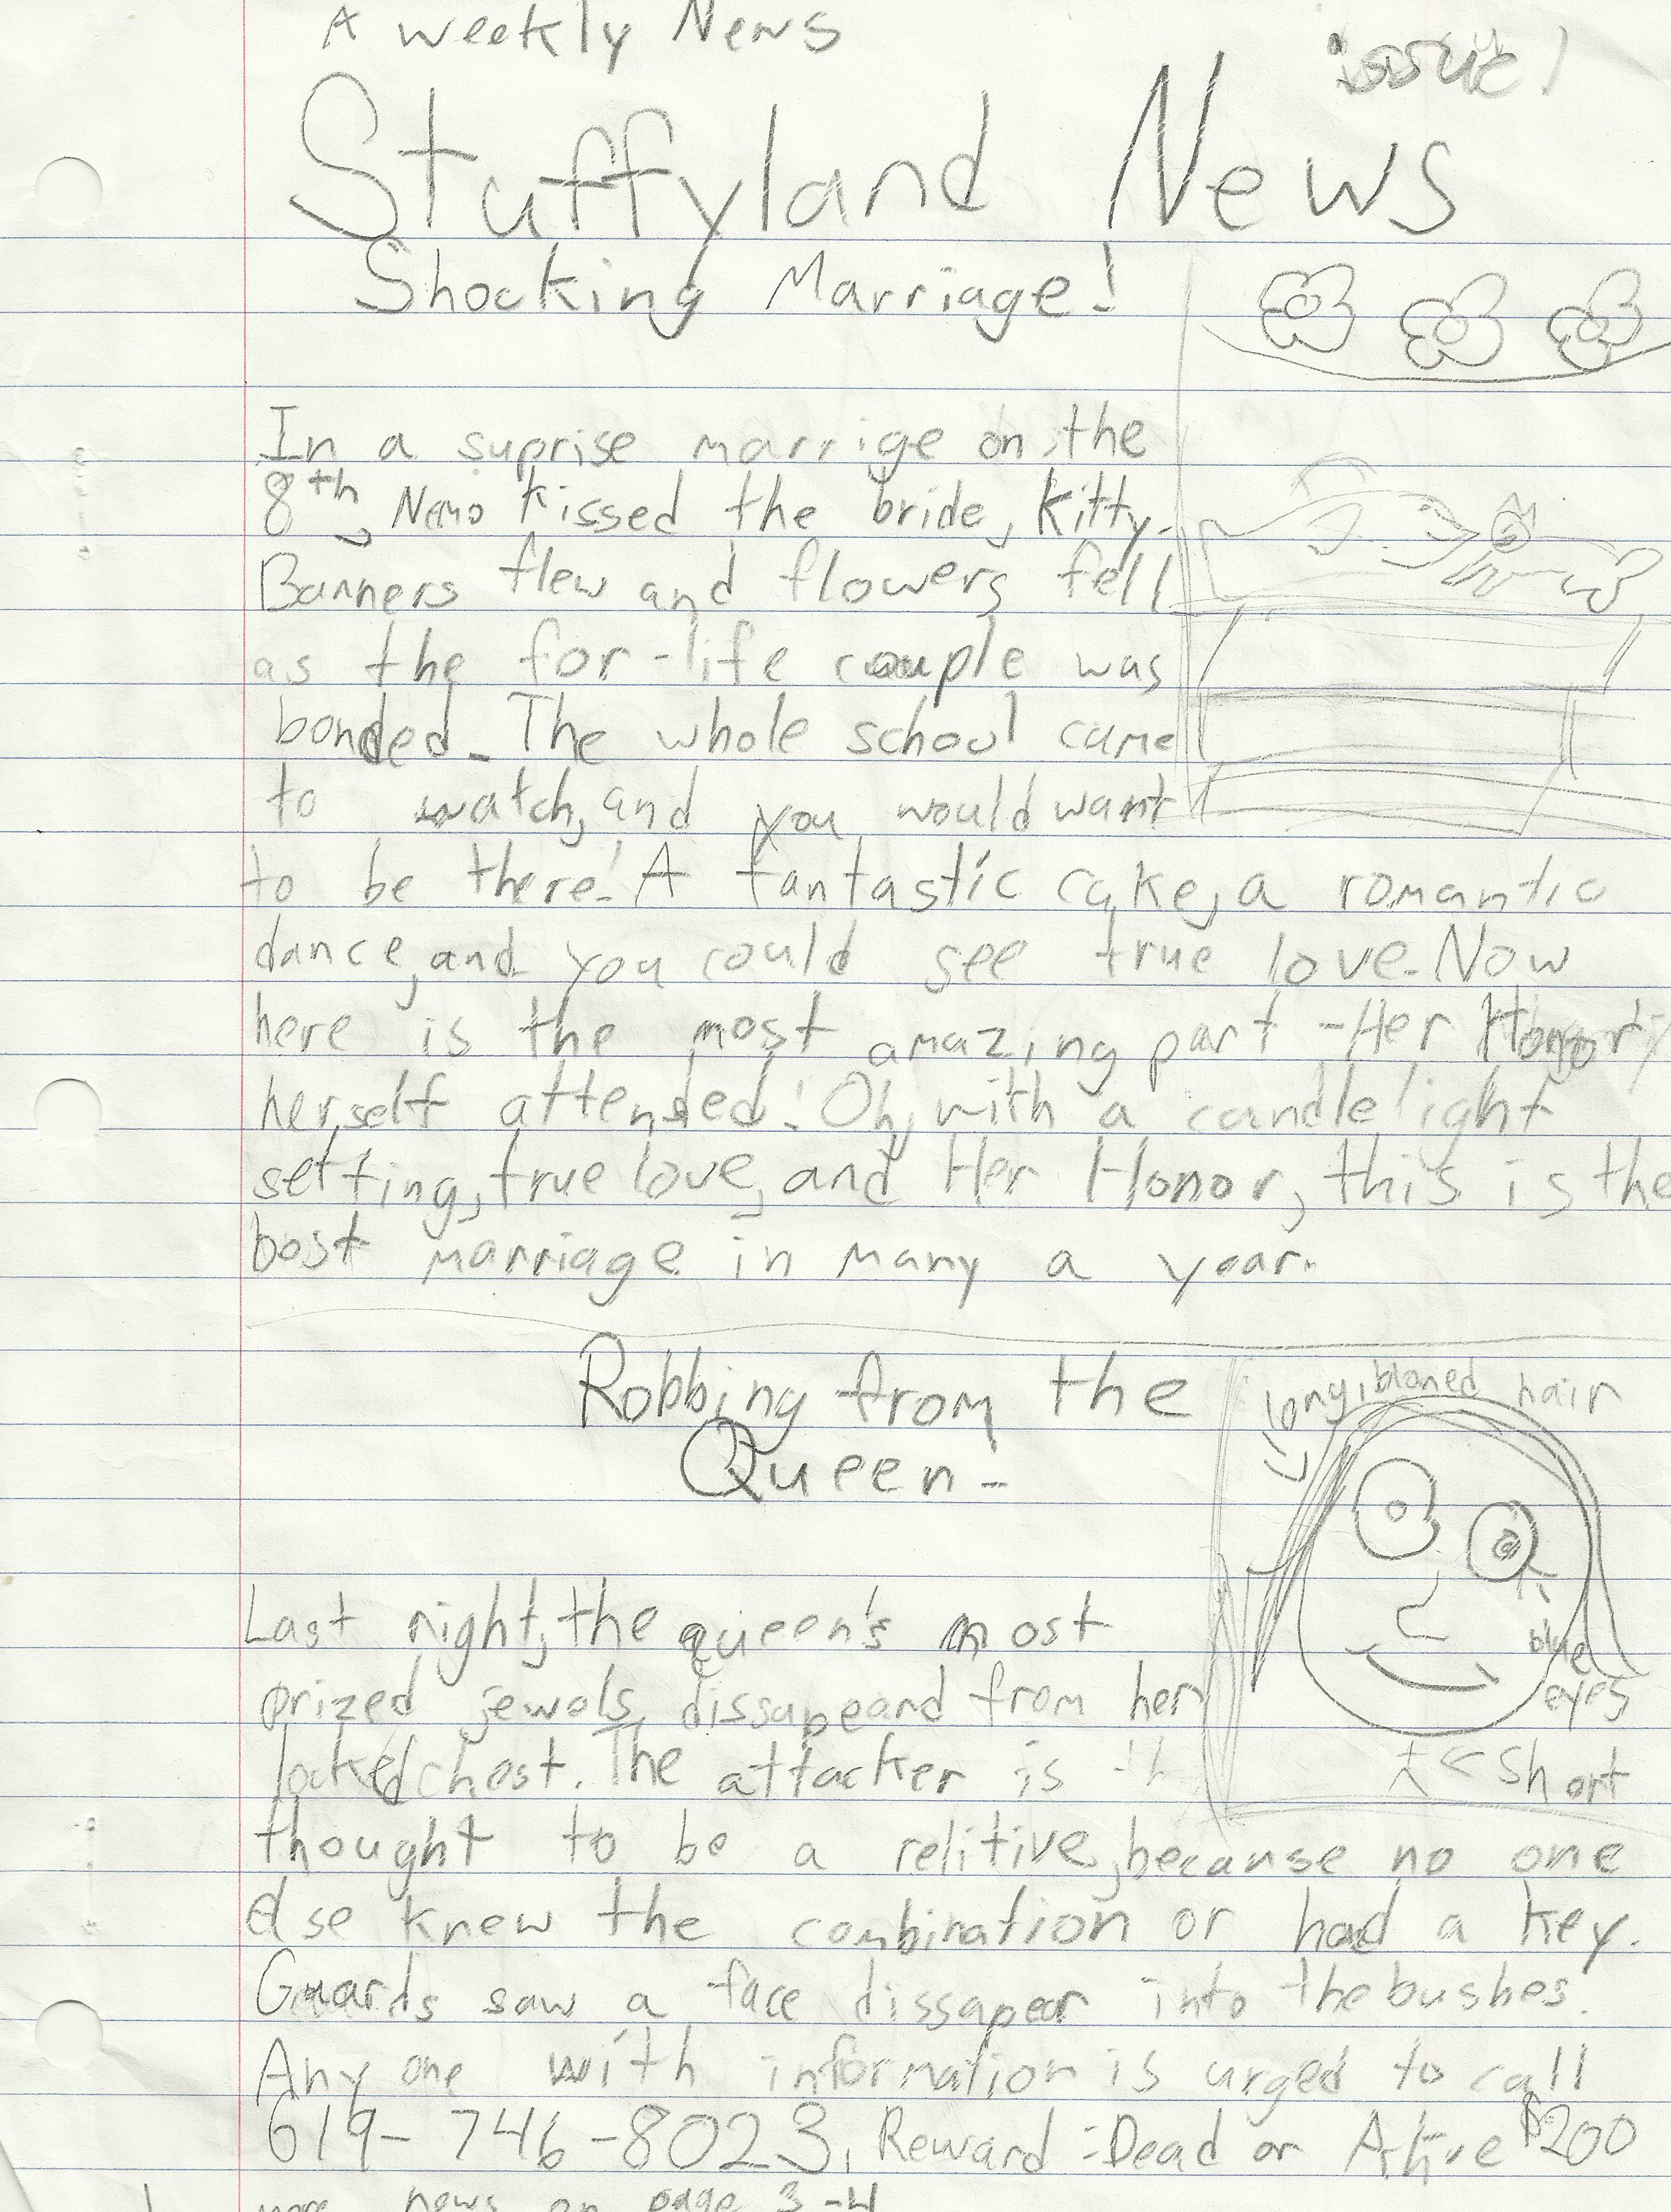 A weekly News
issue!
Stuffyland News
Shocking Marriage!
In a suprise marrige on the
8th, Nemo kissed the bride, Kitty.
Banners flew and flowers fell
as the for-life couple was
bonded. The whole school came
to watch, and you would want
to be there! A fantastic cake, a romantic
dance, and you could see true love. Now
here is the most amazing part - Her Honor
herself attended! Oh, with a candle light
setting, true love, and Her Honor, this is the
best marriage in many a year.
Robbing from the
Queen-
long, bloned hair
blue
eyes
< short
Last night, the queen's most
prized jewels dissapeard from her
locked chest. The attacker is th
thought to be a relitive, because no one
else knew the combination or had a key.
Guards saw a face dissapear into the bushes.
Any one with information is urged to call
619-746-8023. Reward: Dead or Alive $200
more news on page 3-4